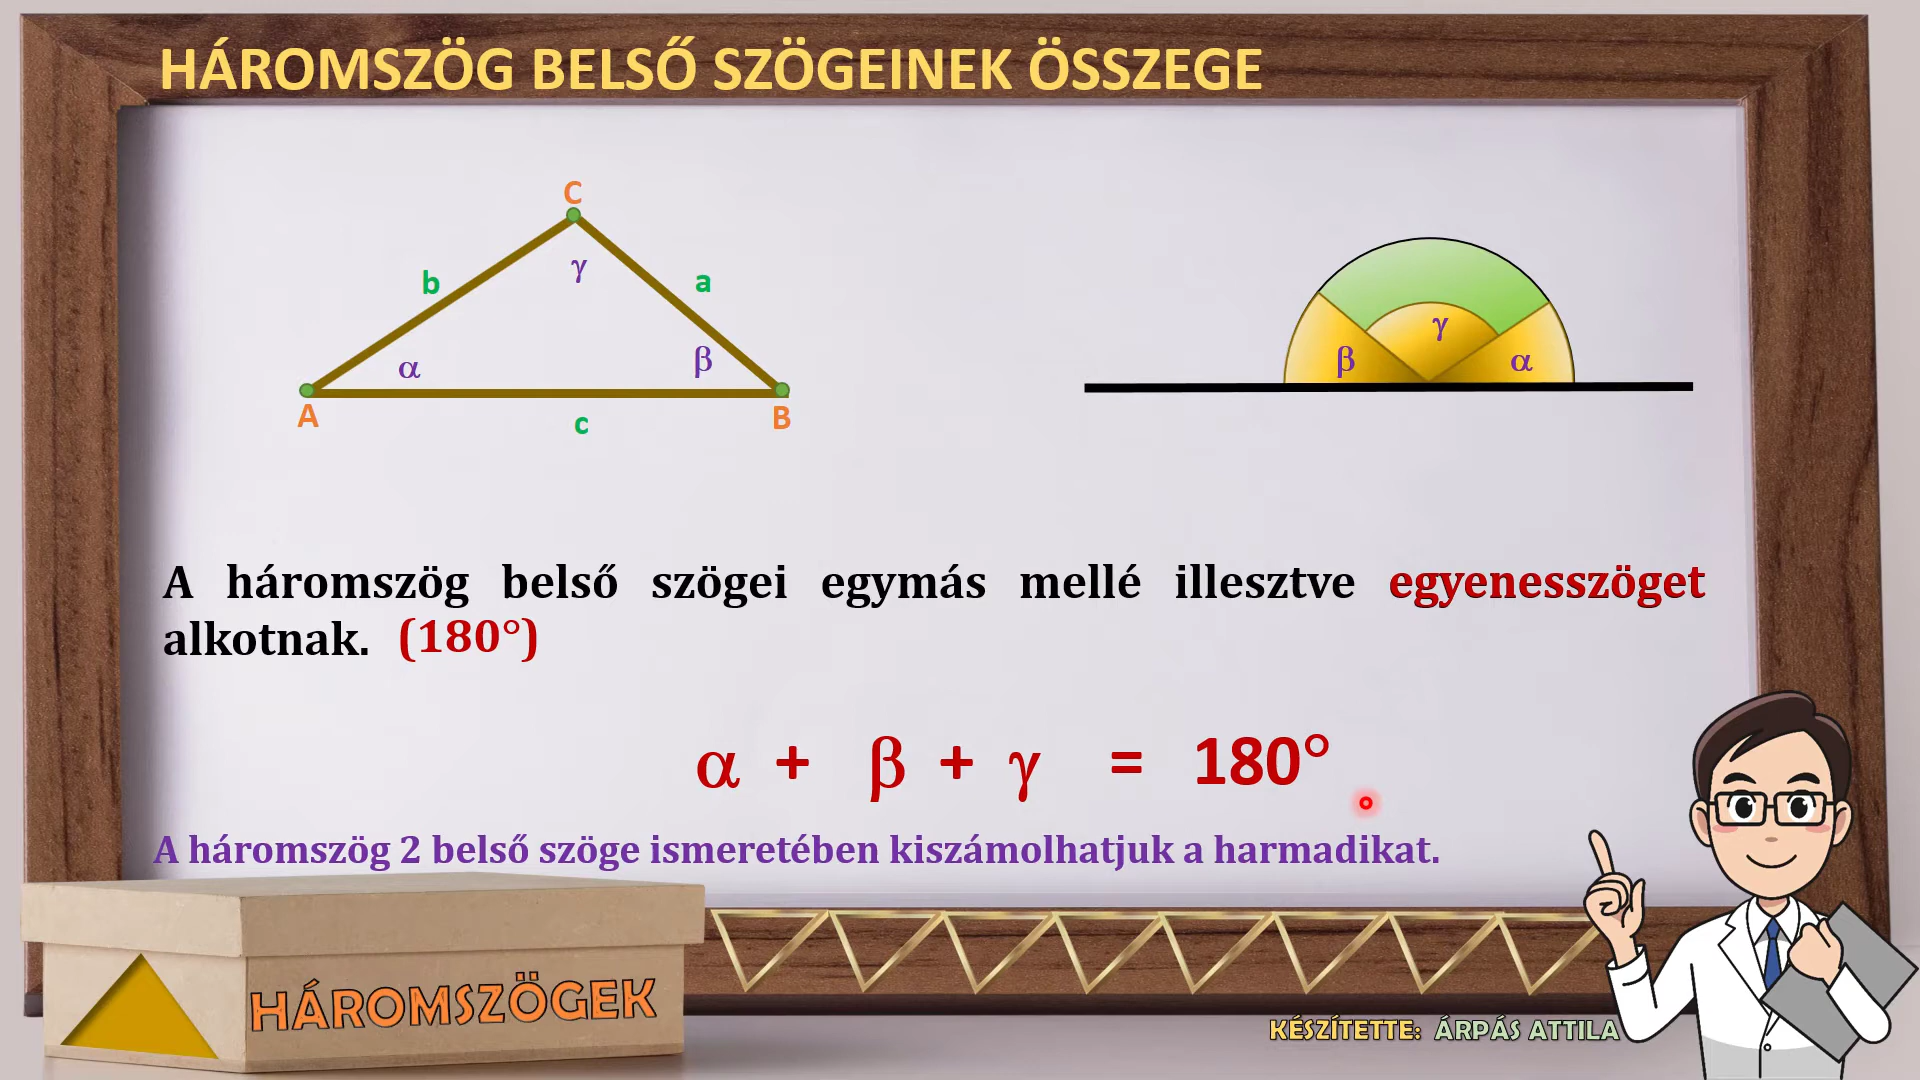 HÁROMSZÖG BELSŐ SZÖGEINEK ÖSSZEGE
C
γ
b
a
α
β
A
B
c
γ
β
α
A háromszög belső szögei egymás mellé illesztve egyenesszöget
alkotnak. (180°)
α + β + γ = 180°
A háromszög 2 belső szöge ismeretében kiszámolhatjuk a harmadikat.
HÁROMSZÖGEK
KÉSZÍTETTE: ÁRPÁS ATTILA